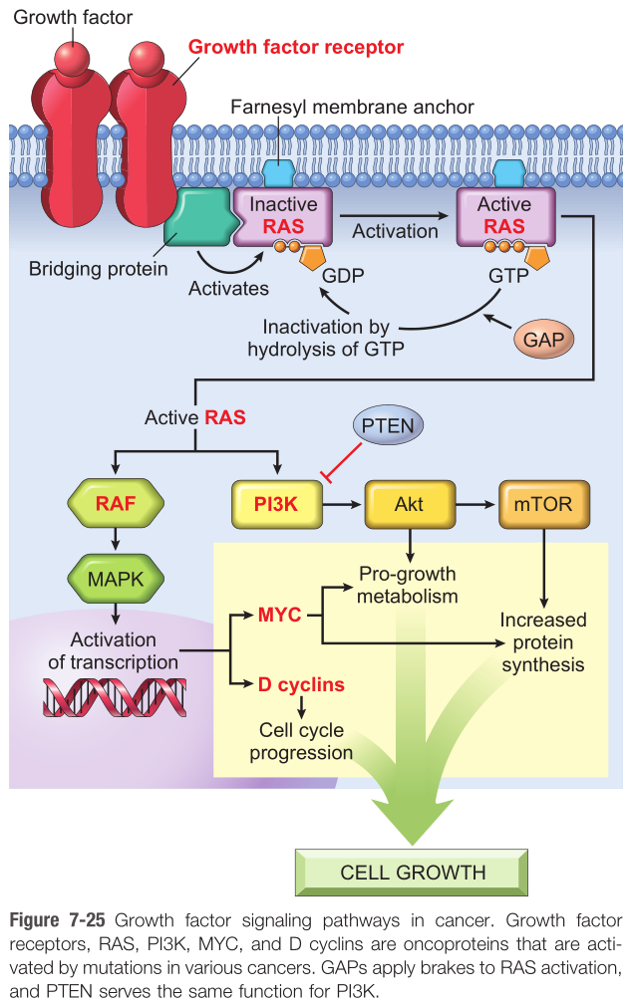 Growth factor
Growth factor receptor
Farnesyl membrane anchor
Inactive
RAS
Active
RAS
Activation
Bridging protein
Activates
GDP
GTP
Inactivation by
hydrolysis of GTP
GAP
Active RAS
PTEN
RAF
PI3K
Akt
mTOR
MAPK
Pro-growth
metabolism
MYC
Increased
protein
synthesis
Activation
of transcription
D cyclins
Cell cycle
progression
CELL GROWTH
Figure 7-25 Growth factor signaling pathways in cancer. Growth factor
receptors, RAS, PI3K, MYC, and D cyclins are oncoproteins that are acti-
vated by mutations in various cancers. GAPs apply brakes to RAS activation,
and PTEN serves the same function for PI3K.